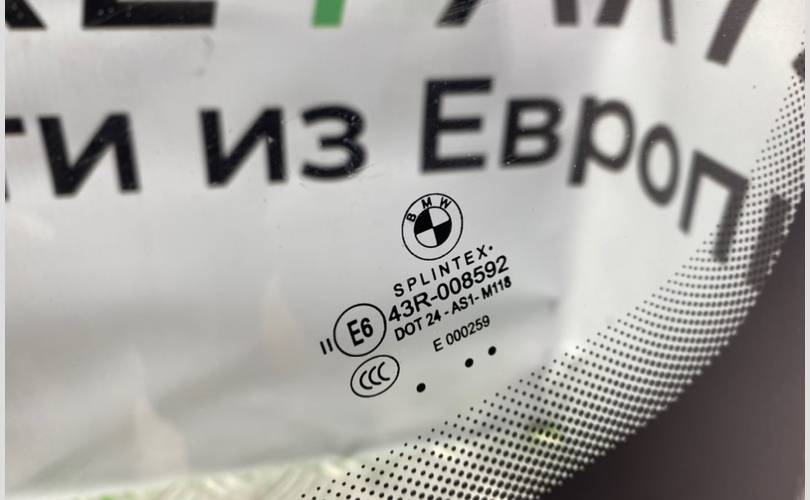 ти из Европ
BMW
SPLINTEX
43R-008592
II E6
DOT 24 - AS1 - M118
E 000259
CCC